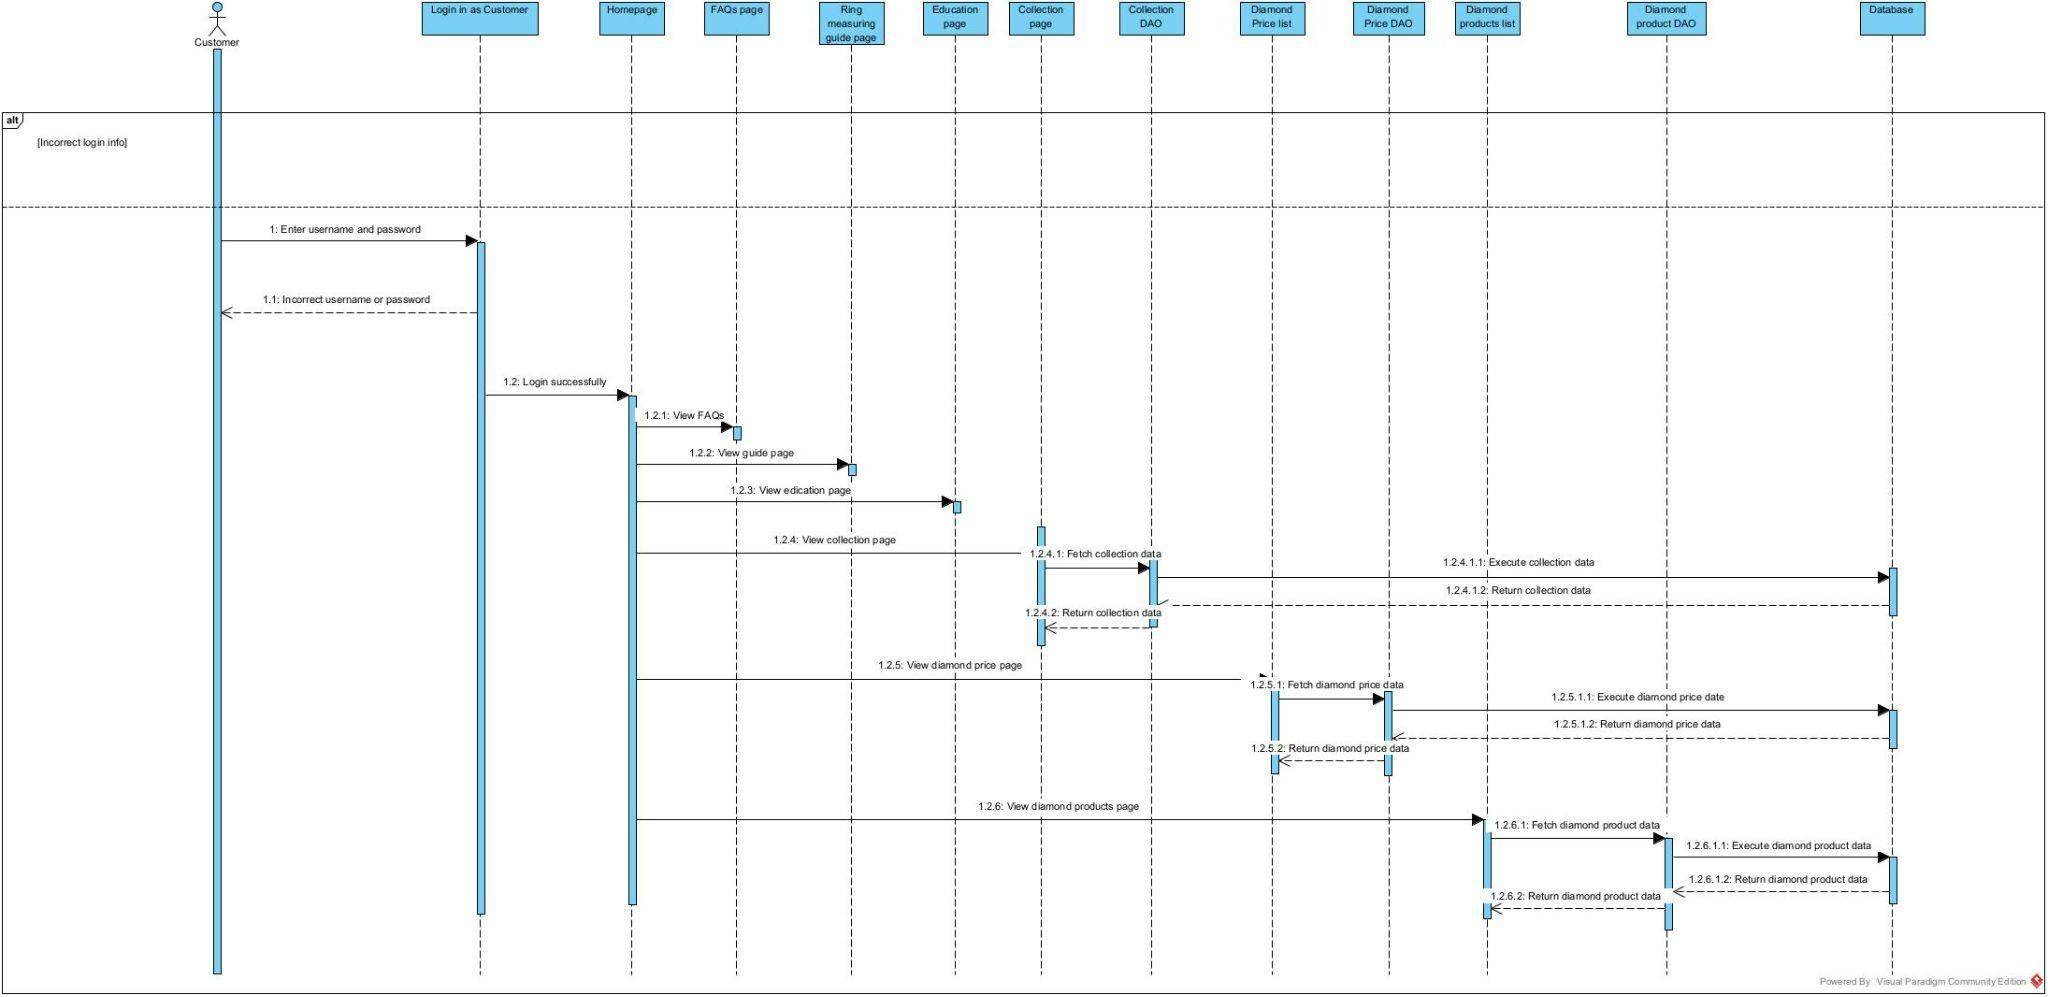 Customer
Login in as Customer
Homepage
FAQs page
Ring
measuring
guide page
Education
page
Collection
page
Collection
DAO
Diamond
Price list
Diamond
Price DAO
Diamond
products list
Diamond
product DAO
Database
alt
[Incorrect login info]
1: Enter username and password
1.1: Incorrect username or password
1.2: Login successfully
1.2.1: View FAQs
1.2.2: View guide page
1.2.3: View edication page
1.2.4: View collection page
1.2.4.1: Fetch collection data
1.2.4.1.1: Execute collection data
1.2.4.1.2: Return collection data
1.2.4.2: Return collection data
1.2.5: View diamond price page
1.2.5.1: Fetch diamond price data
1.2.5.1.1: Execute diamond price date
1.2.5.1.2: Return diamond price data
1.2.5.2: Return diamond price data
1.2.6: View diamond products page
1.2.6.1: Fetch diamond product data
1.2.6.1.1: Execute diamond product data
1.2.6.1.2: Return diamond product data
1.2.6.2: Return diamond product data
Powered By: Visual Paradigm Community Edition